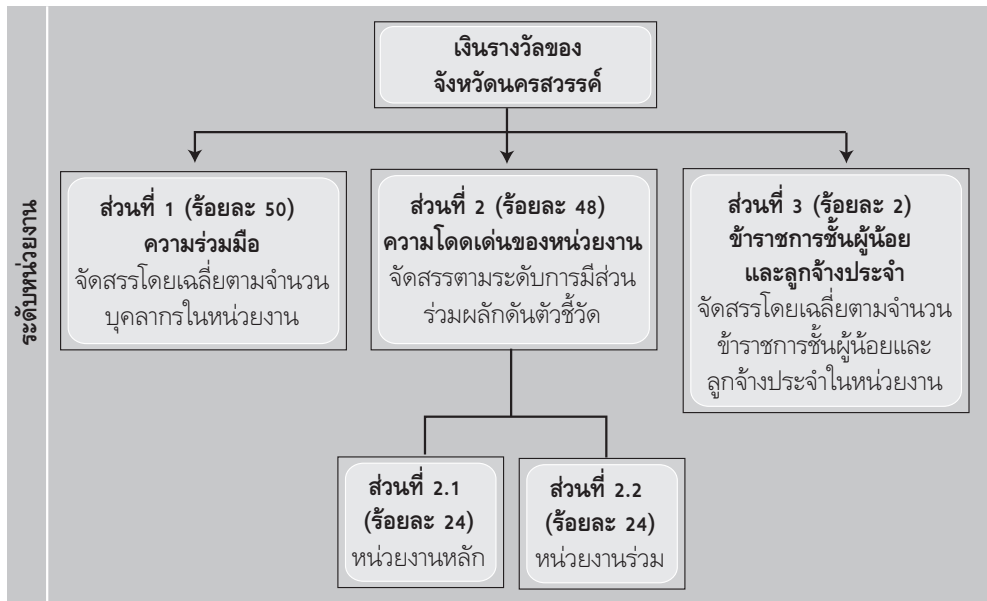 เงินรางวัลของ
จังหวัดนครสวรรค์
ระดับหน่วยงาน
ส่วนที่ 1 (ร้อยละ 50)
ความร่วมมือ
จัดสรรโดยเฉลี่ยตามจำนวน
บุคลากรในหน่วยงาน
ส่วนที่ 2 (ร้อยละ 48)
ความโดดเด่นของหน่วยงาน
จัดสรรตามระดับการมีส่วน
ร่วมผลักดันตัวชี้วัด
ส่วนที่ 3 (ร้อยละ 2)
ข้าราชการชั้นผู้น้อย
และลูกจ้างประจำ
จัดสรรโดยเฉลี่ยตามจำนวน
ข้าราชการชั้นผู้น้อยและ
ลูกจ้างประจำในหน่วยงาน
ส่วนที่ 2.1
(ร้อยละ 24)
หน่วยงานหลัก
ส่วนที่ 2.2
(ร้อยละ 24)
หน่วยงานร่วม